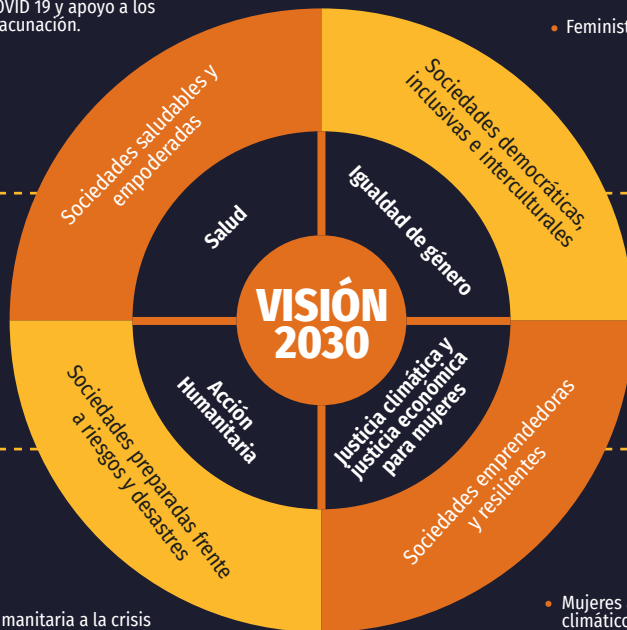 OVID 19 y apoyo a los
acunación.
• Feminist
Sociedades saludables y
empoderadas
Sociedades democráticas,
inclusivas e interculturales
Salud
Igualdad de género
VISIÓN
2030
Acción
Humanitaria
Justicia climática y
justicia económica
para mujeres
Sociedades preparadas frente
a riesgos y desastres
Sociedades emprendedoras
y resilientes
manitaria a la crisis
• Mujeres
climático